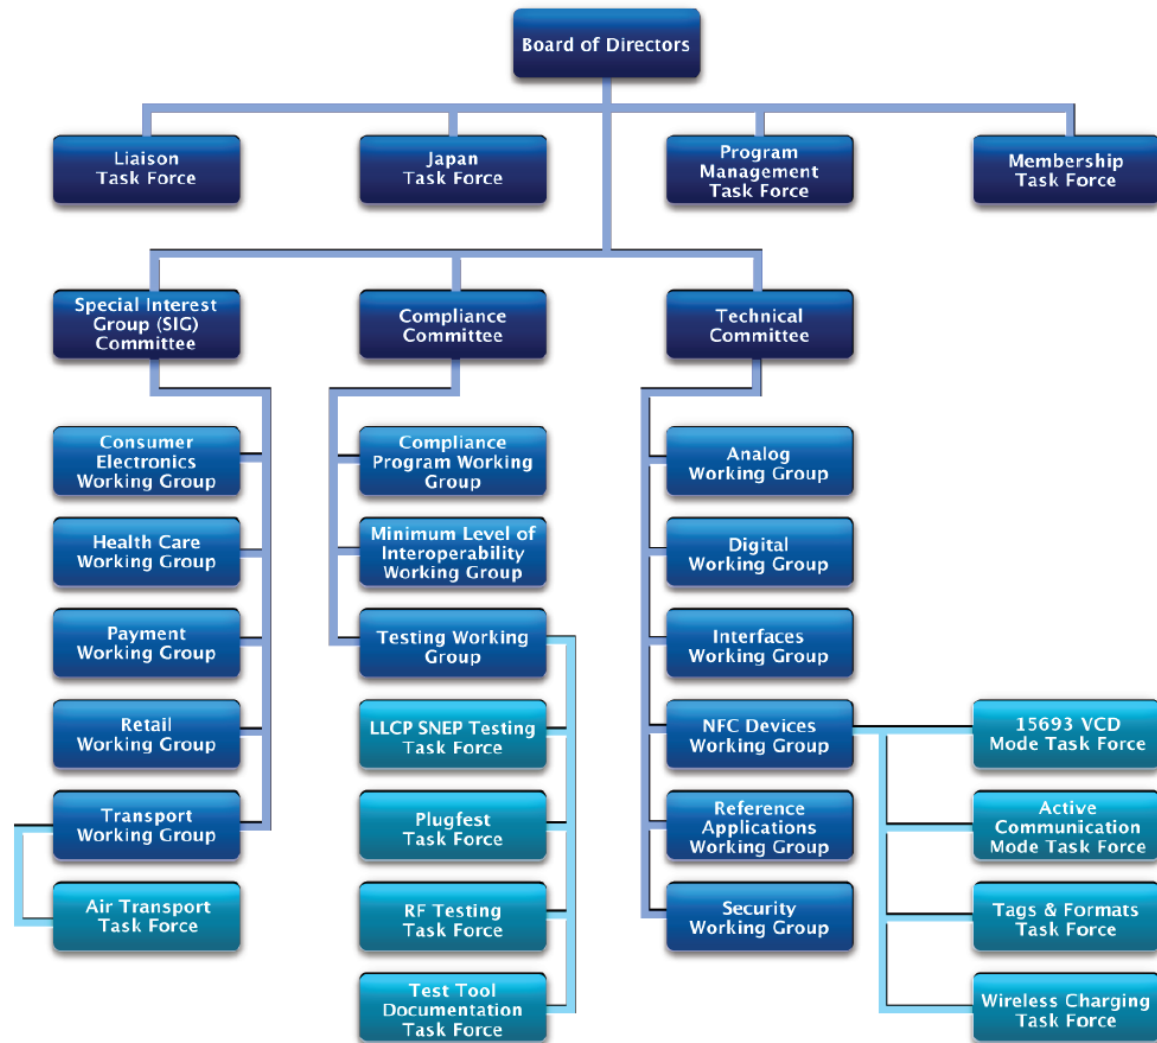 Board of Directors
Liaison
Task Force
Japan
Task Force
Program
Management
Task Force
Membership
Task Force
Special Interest
Group (SIG)
Committee
Compliance
Committee
Technical
Committee
Consumer
Electronics
Working Group
Health Care
Working Group
Payment
Working Group
Retail
Working Group
Transport
Working Group
Air Transport
Task Force
Compliance
Program Working
Group
Minimum Level of
Interoperability
Working Group
Testing Working
Group
LLCP SNEP Testing
Task Force
Plugfest
Task Force
RF Testing
Task Force
Test Tool
Documentation
Task Force
Analog
Working Group
Digital
Working Group
Interfaces
Working Group
NFC Devices
Working Group
Reference
Applications
Working Group
Security
Working Group
15693 VCD
Mode Task Force
Active
Communication
Mode Task Force
Tags & Formats
Task Force
Wireless Charging
Task Force